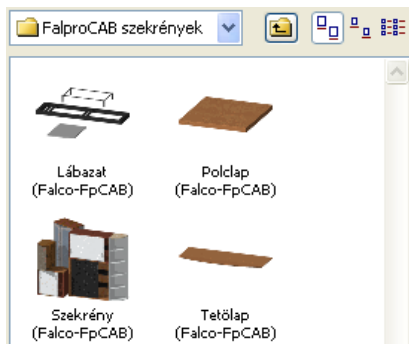 FalproCAB szekrények
Lábazat
(Falco-FpCAB)
Polclap
(Falco-FpCAB)
Szekrény
(Falco-FpCAB)
Tetőlap
(Falco-FpCAB)